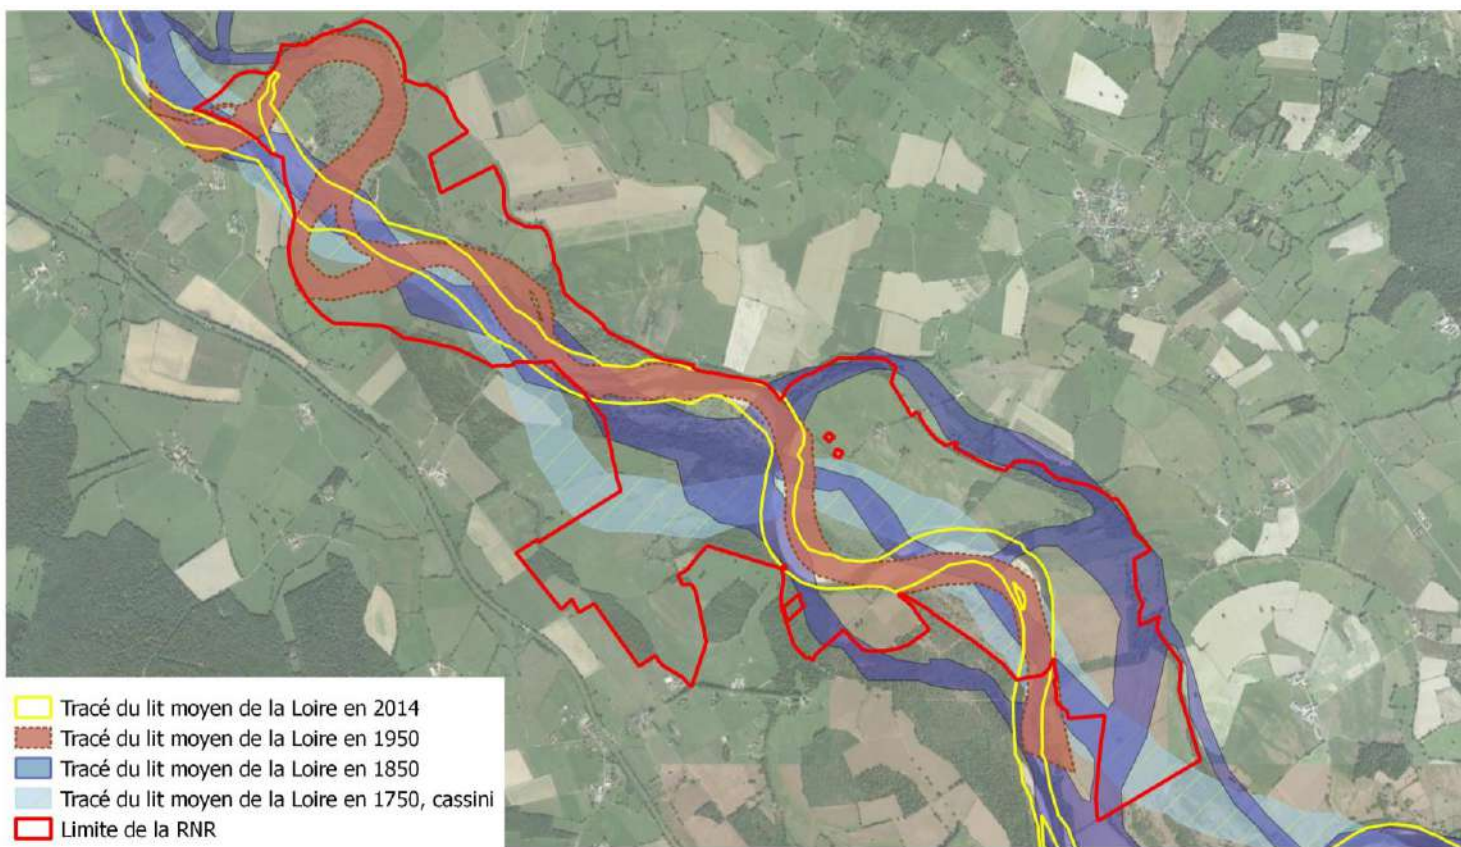 Tracé du lit moyen de la Loire en 2014
Tracé du lit moyen de la Loire en 1950
Tracé du lit moyen de la Loire en 1850
Tracé du lit moyen de la Loire en 1750, cassini
Limite de la RNR